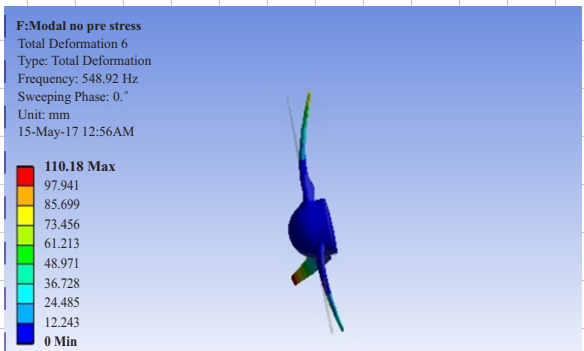 F:Modal no pre stress
Total Deformation 6
Type: Total Deformation
Frequency: 548.92 Hz
Sweeping Phase: 0.°
Unit: mm
15-May-17 12:56AM
110.18 Max
97.941
85.699
73.456
61.213
48.971
36.728
24.485
12.243
0 Min